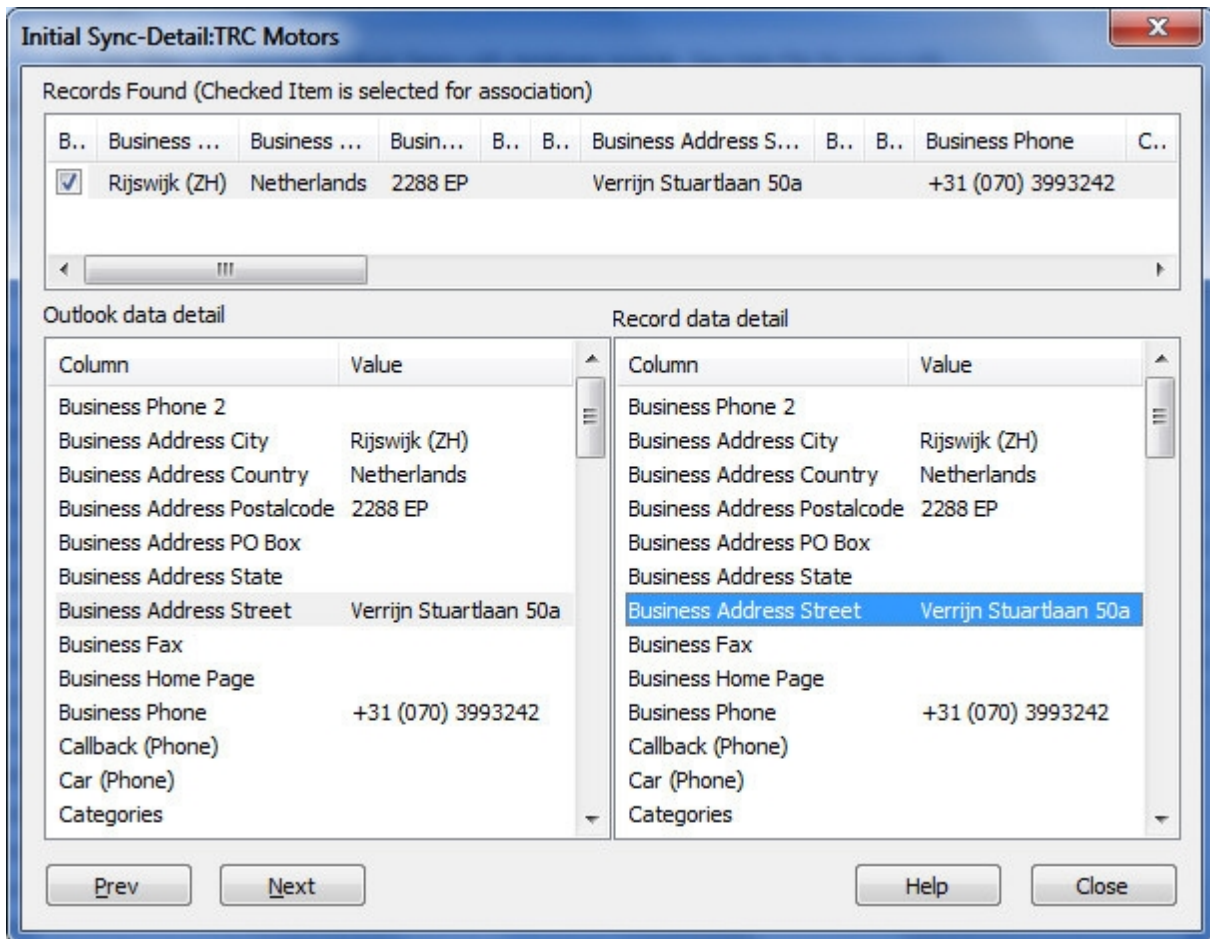 Initial Sync-Detail:TRC Motors
Records Found (Checked Item is selected for association)
B.. Business ... Business ... Busin... B.. B.. Business Address S... B.. B.. Business Phone C..
Rijswijk (ZH) Netherlands 2288 EP Verrijn Stuartlaan 50a +31 (070) 3993242
Outlook data detail
Column Value
Business Phone 2
Business Address City Rijswijk (ZH)
Business Address Country Netherlands
Business Address Postalcode 2288 EP
Business Address PO Box
Business Address State
Business Address Street Verrijn Stuartlaan 50a
Business Fax
Business Home Page
Business Phone +31 (070) 3993242
Callback (Phone)
Car (Phone)
Categories
Record data detail
Column Value
Business Phone 2
Business Address City Rijswijk (ZH)
Business Address Country Netherlands
Business Address Postalcode 2288 EP
Business Address PO Box
Business Address State
Business Address Street Verrijn Stuartlaan 50a
Business Fax
Business Home Page
Business Phone +31 (070) 3993242
Callback (Phone)
Car (Phone)
Categories
Prev Next Help Close